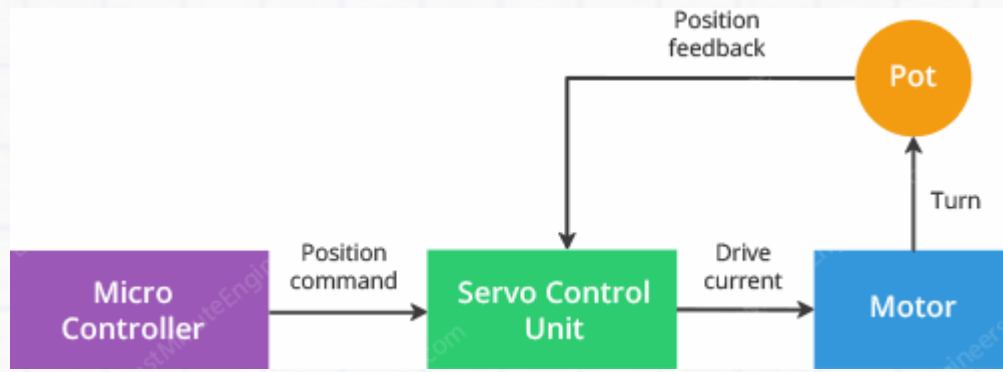 Position
feedback
Pot
Turn
Position
command
Drive
current
Micro
Controller
Servo Control
Unit
Motor